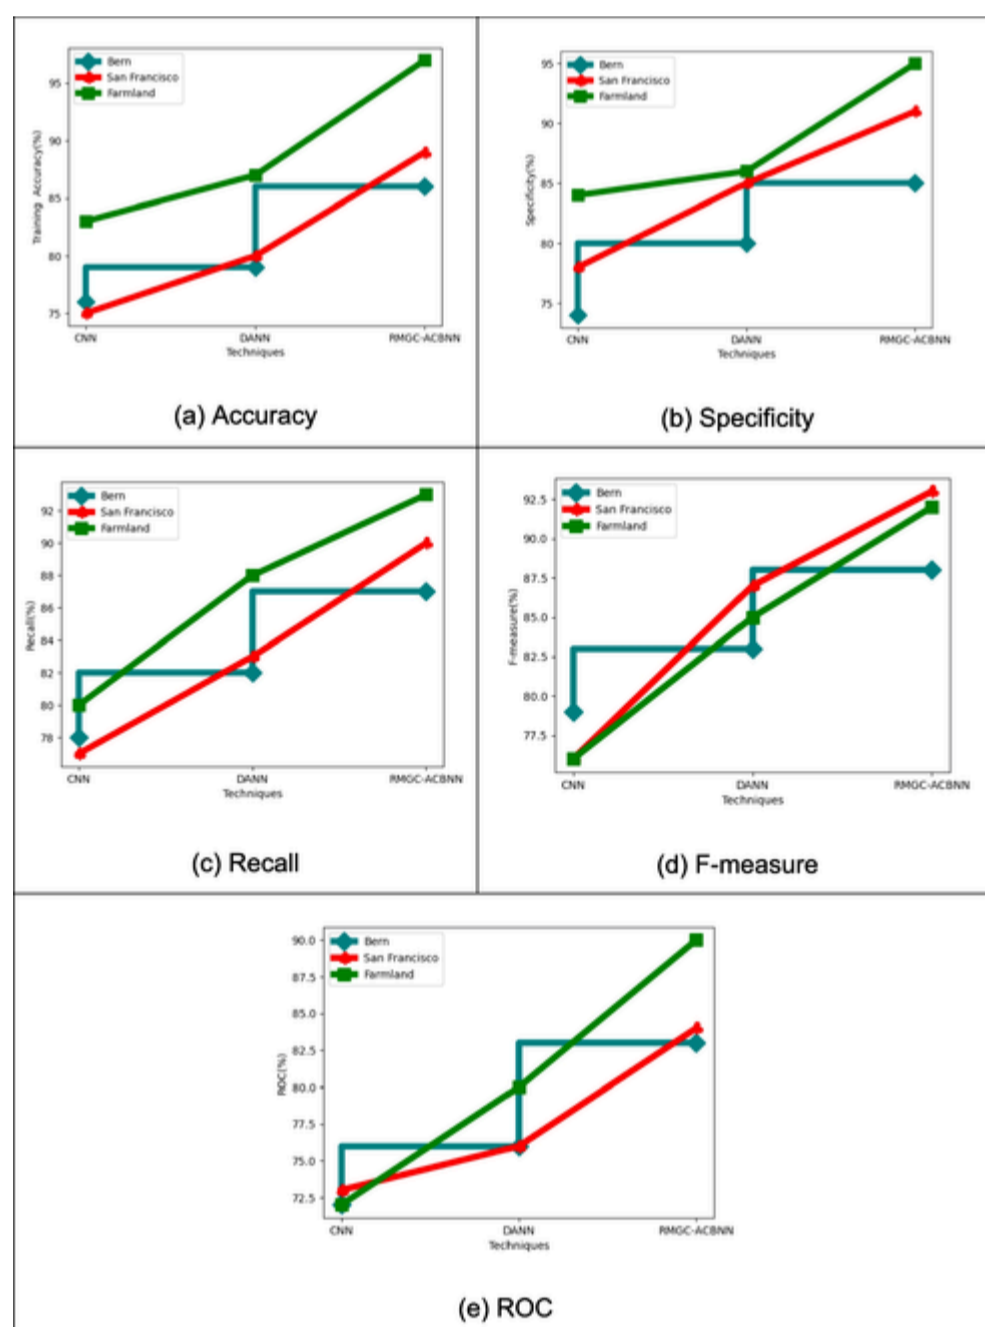 Bern
San Francisco
Farmland
Training Accuracy(%)
95
90
85
80
75
CNN
DANN
RMGC-ACBNN
Techniques
(a) Accuracy
Bern
San Francisco
Farmland
Specificity(%)
95
90
85
80
75
CNN
DANN
RMGC-ACBNN
Techniques
(b) Specificity
Bern
San Francisco
Farmland
Recall(%)
92
90
88
86
84
82
80
78
CNN
DANN
RMGC-ACBNN
Techniques
(c) Recall
Bern
San Francisco
Farmland
F-measure(%)
92.5
90.0
87.5
85.0
82.5
80.0
77.5
CNN
DANN
RMGC-ACBNN
Techniques
(d) F-measure
Bern
San Francisco
Farmland
ROC(%)
90.0
87.5
85.0
82.5
80.0
77.5
75.0
72.5
CNN
DANN
RMGC-ACBNN
Techniques
(e) ROC